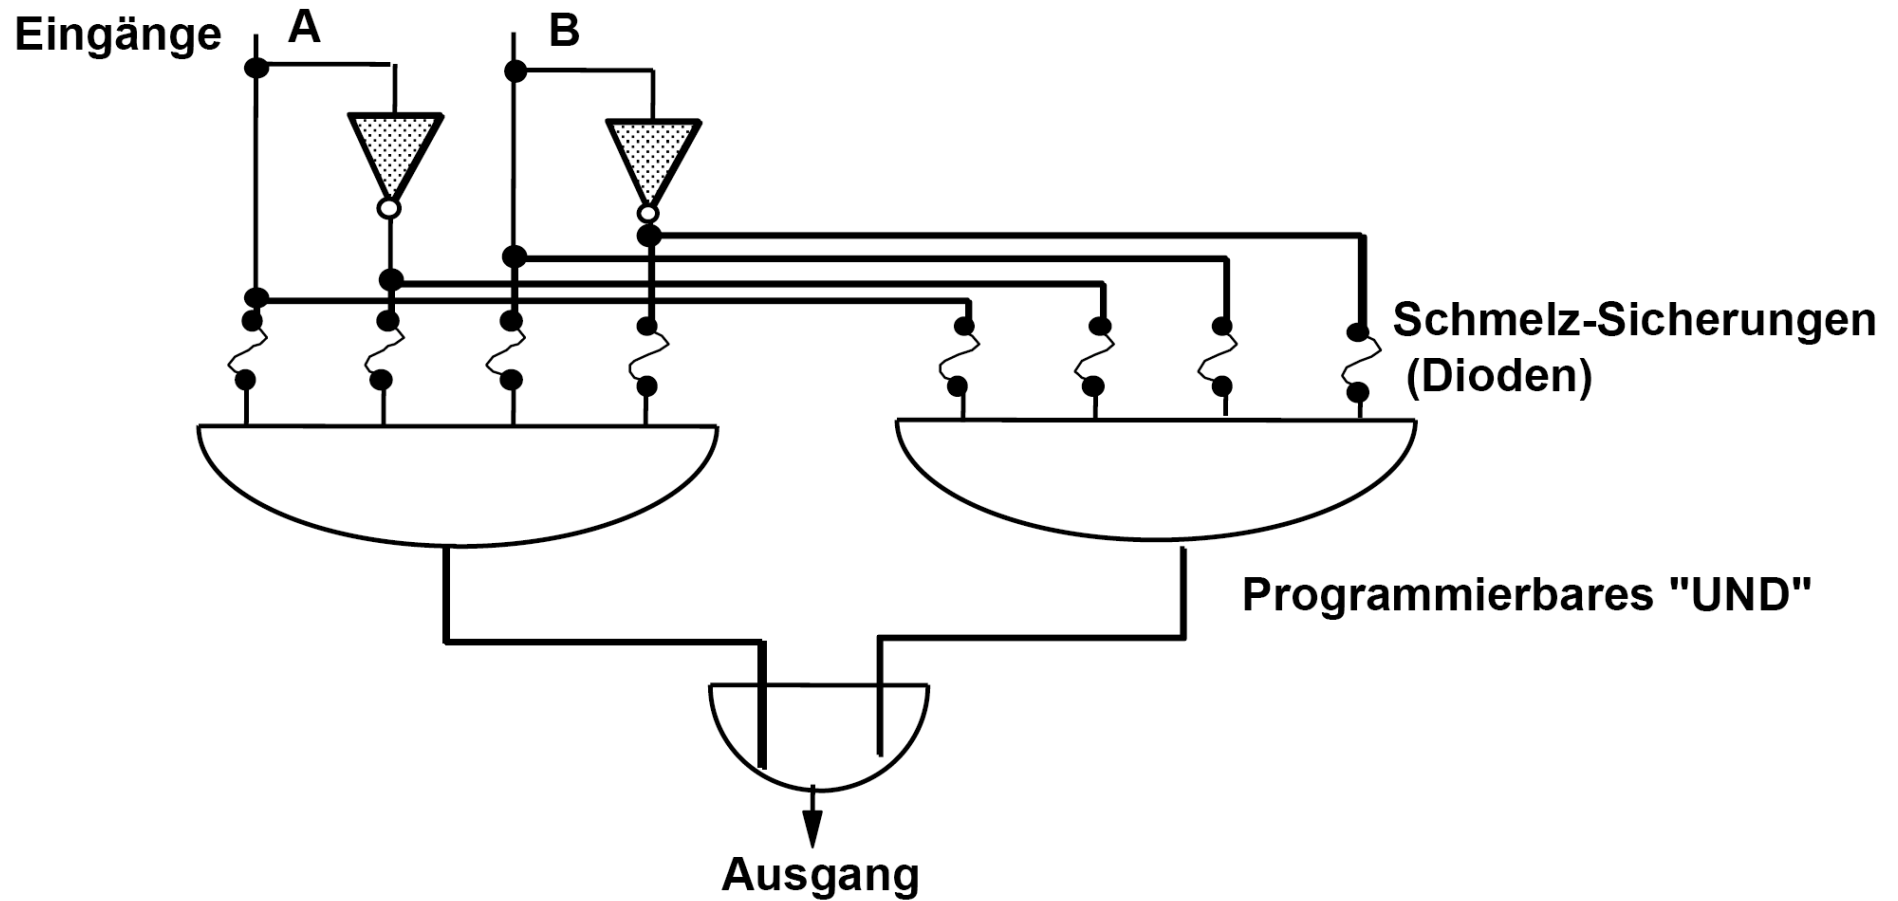 Eingänge
A
B
Schmelz-Sicherungen
(Dioden)
Programmierbares "UND"
Ausgang